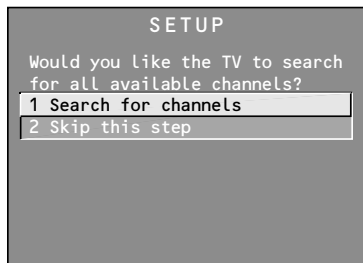 SETUP
Would you like the TV to search
for all available channels?
1 Search for channels
2 Skip this step